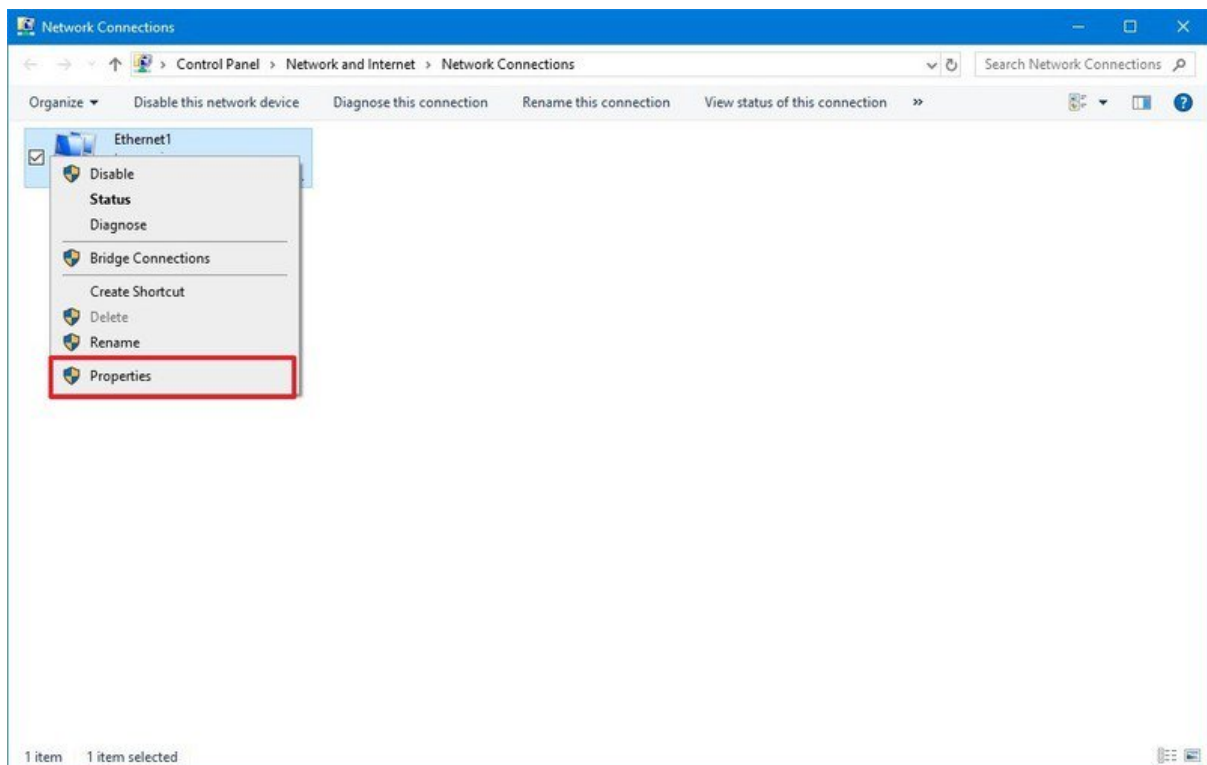 Network Connections
Control Panel > Network and Internet > Network Connections
Search Network Connections
Organize Disable this network device Diagnose this connection Rename this connection View status of this connection »
Ethernet1
Disable
Status
Diagnose
Bridge Connections
Create Shortcut
Delete
Rename
Properties
1 item 1 item selected